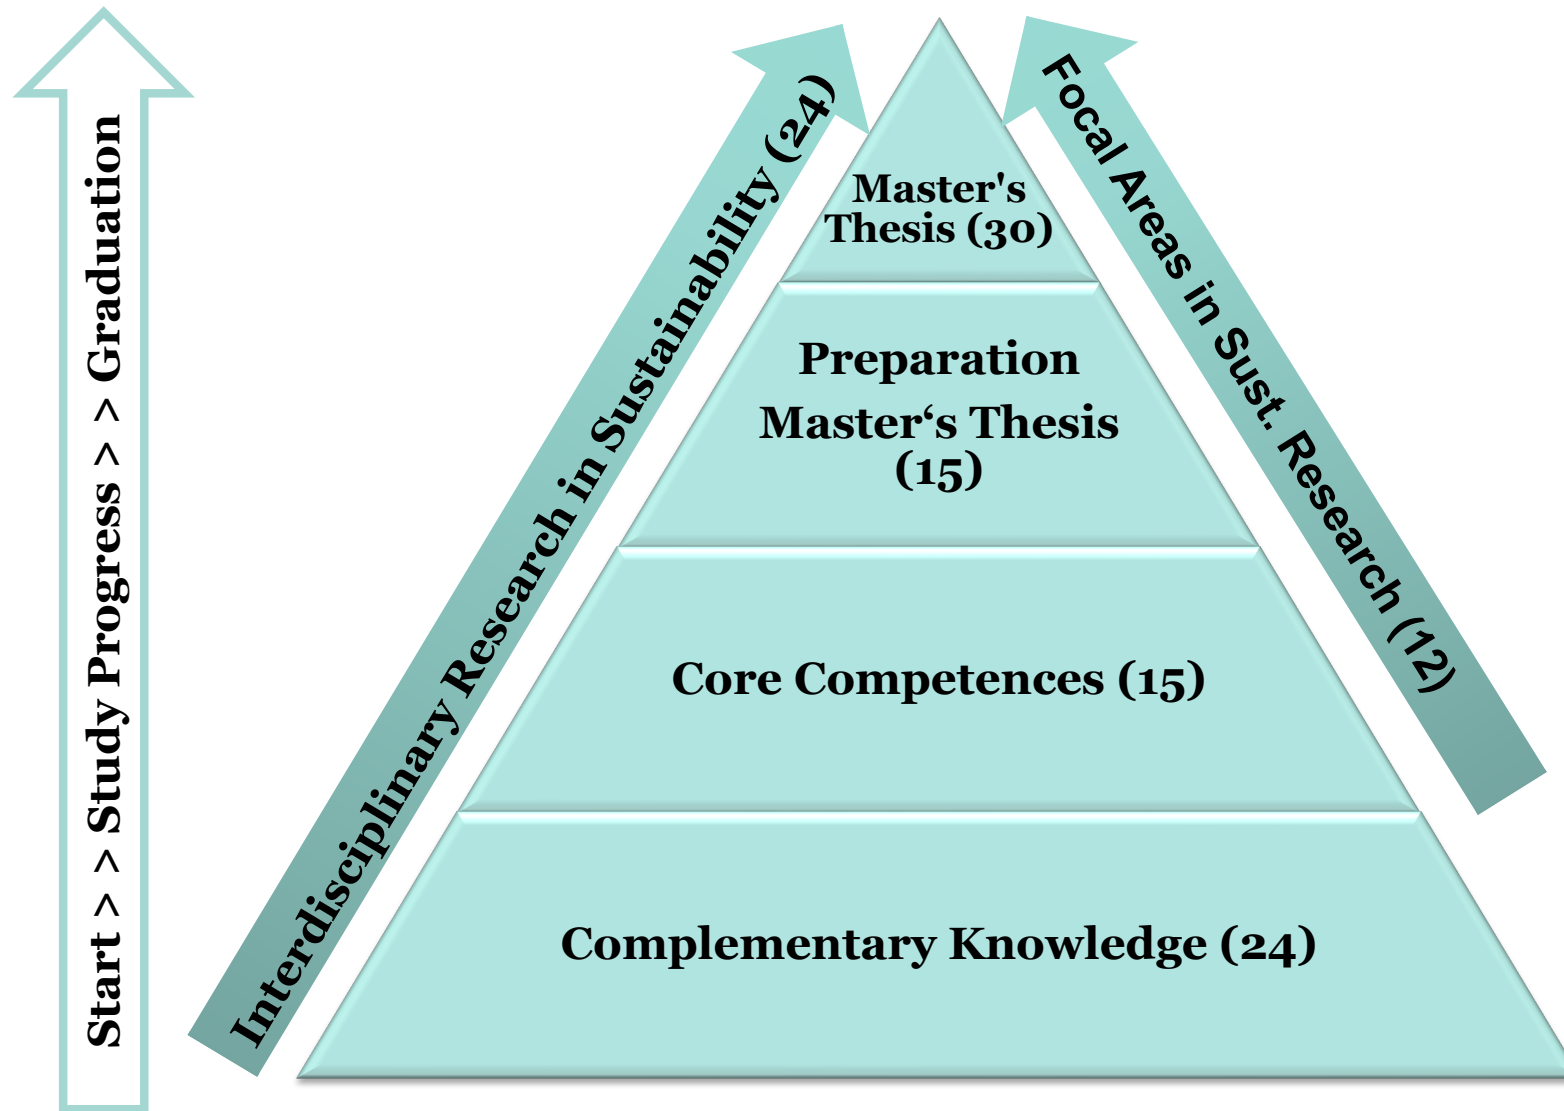 Start > > Study Progress > > Graduation
Interdisciplinary Research in Sustainability (24)
Focal Areas in Sust. Research (12)
Master's
Thesis (30)
Preparation
Master‘s Thesis
(15)
Core Competences (15)
Complementary Knowledge (24)